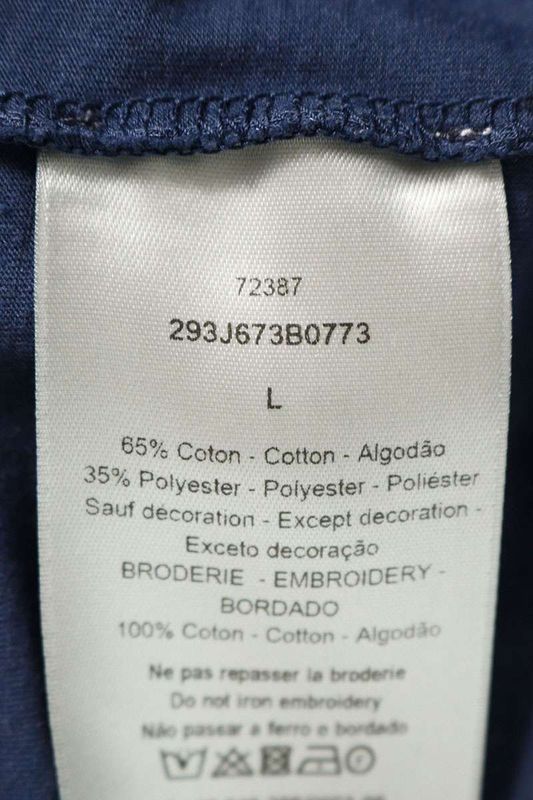 72387
293J673B0773
L
65% Coton - Cotton - Algodão
35% Polyester - Polyester - Poliéster
Sauf décoration - Except decoration -
Exceto decoração
BRODERIE - EMBROIDERY -
BORDADO
100% Coton - Cotton - Algodão
Ne pas repasser la broderie
Do not iron embroidery
Não passar a ferro o bordado